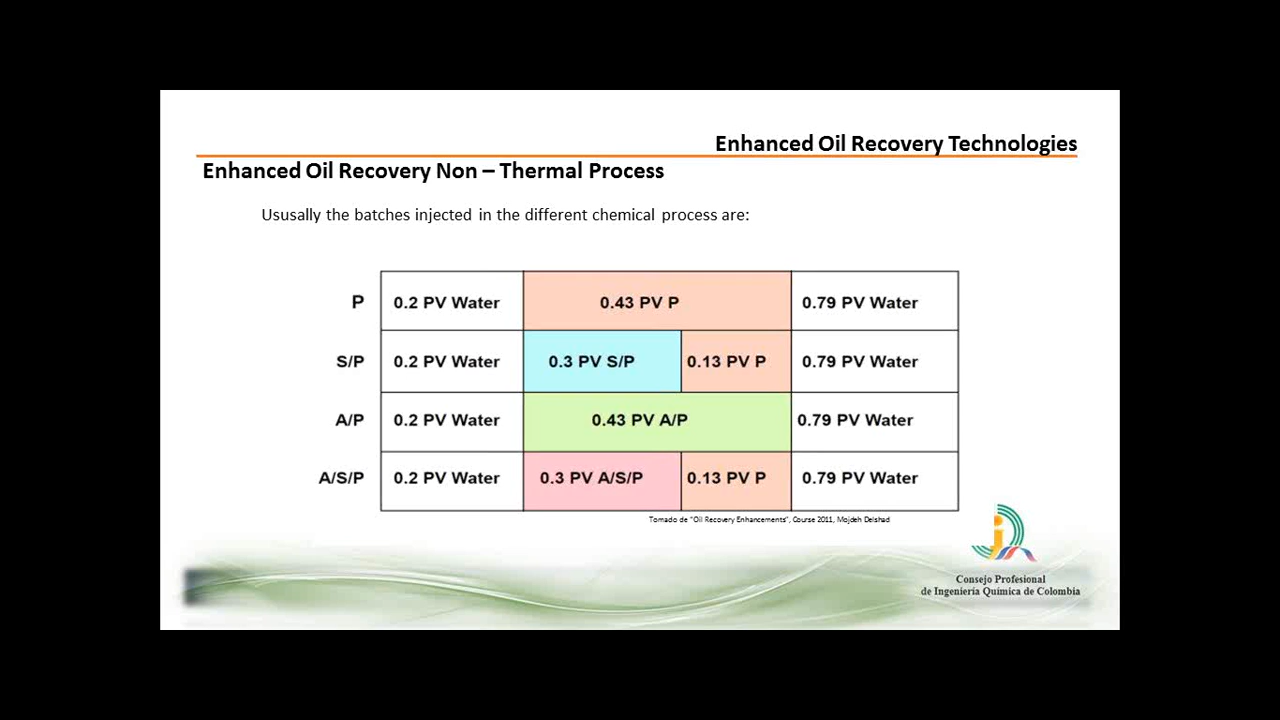 Enhanced Oil Recovery Technologies
Enhanced Oil Recovery Non – Thermal Process
Ususally the batches injected in the different chemical process are:
P 0.2 PV Water 0.43 PV P 0.79 PV Water
S/P 0.2 PV Water 0.3 PV S/P 0.13 PV P 0.79 PV Water
A/P 0.2 PV Water 0.43 PV A/P 0.79 PV Water
A/S/P 0.2 PV Water 0.3 PV A/S/P 0.13 PV P 0.79 PV Water
Tomado de "Oil Recovery Enhancements", Course 2011, Mojdeh Delshad
Consejo Profesional
de Ingeniería Química de Colombia